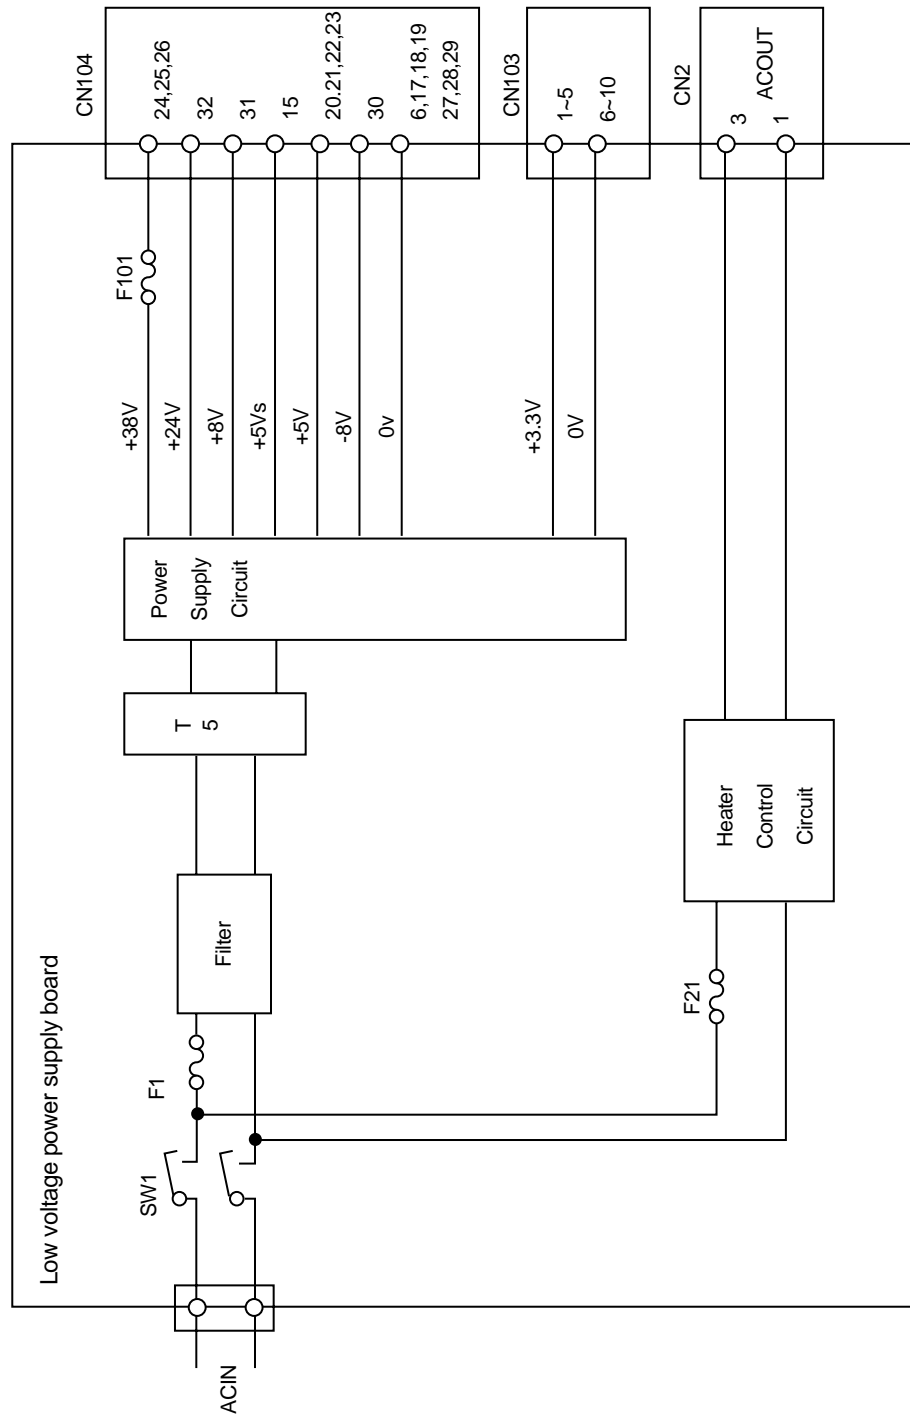 Low voltage power supply board
ACIN
SW1
F1
Filter
T
5
Power
Supply
Circuit
+38V
+24V
+8V
+5Vs
+5V
-8V
0v
F101
CN104
24,25,26
32
31
15
20.21,22,23
30
6,17,18,19
27,28,29
+3.3V
0V
CN103
1~5
6~10
F21
Heater
Control
Circuit
CN2
3
1
ACOUT